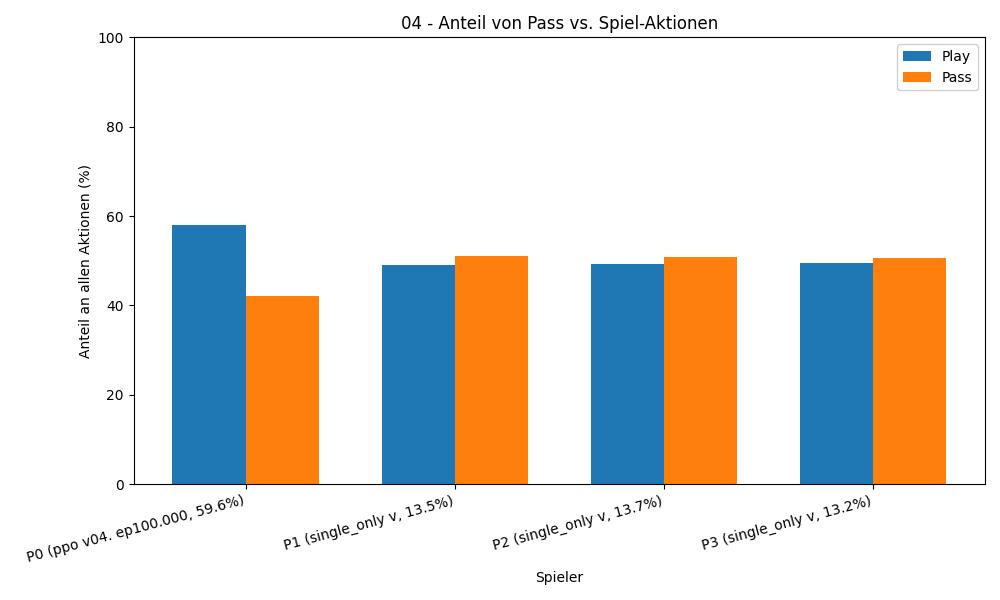 04 - Anteil von Pass vs. Spiel-Aktionen
Anteil an allen Aktionen (%)
100
80
60
40
20
0
Play
Pass
P0 (ppo v04. ep100.000, 59.6%)
P1 (single_only v, 13.5%)
P2 (single_only v, 13.7%)
P3 (single_only v, 13.2%)
Spieler